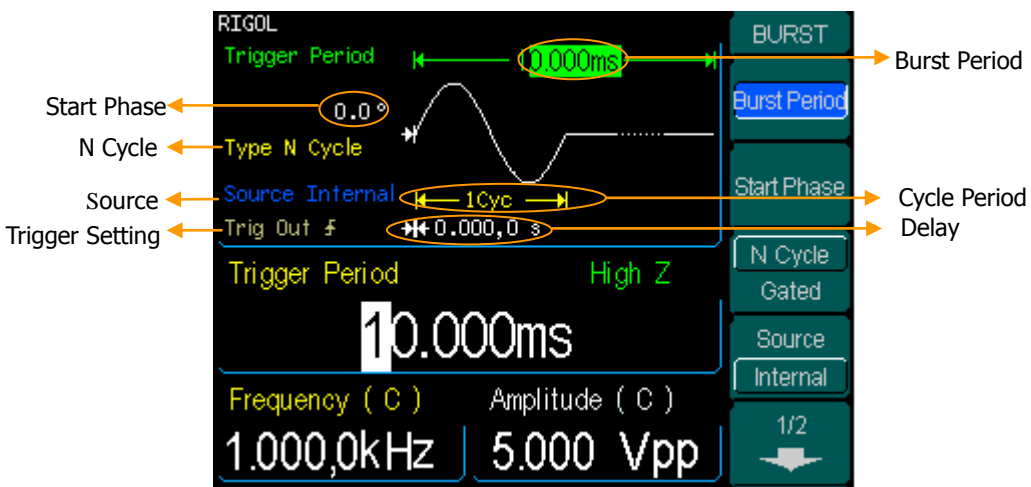 RIGOL
BURST
Trigger Period
0.000ms
Burst Period
Burst Period
Start Phase
0.0°
N Cycle
Type N Cycle
Start Phase
Source
Source Internal
1Cyc
Cycle Period
Trigger Setting
Trig Out
0.000,0 s
Delay
N Cycle
Gated
Trigger Period
High Z
10.000ms
Source
Internal
Frequency ( C )
Amplitude ( C )
1/2
1.000,0kHz
5.000 Vpp